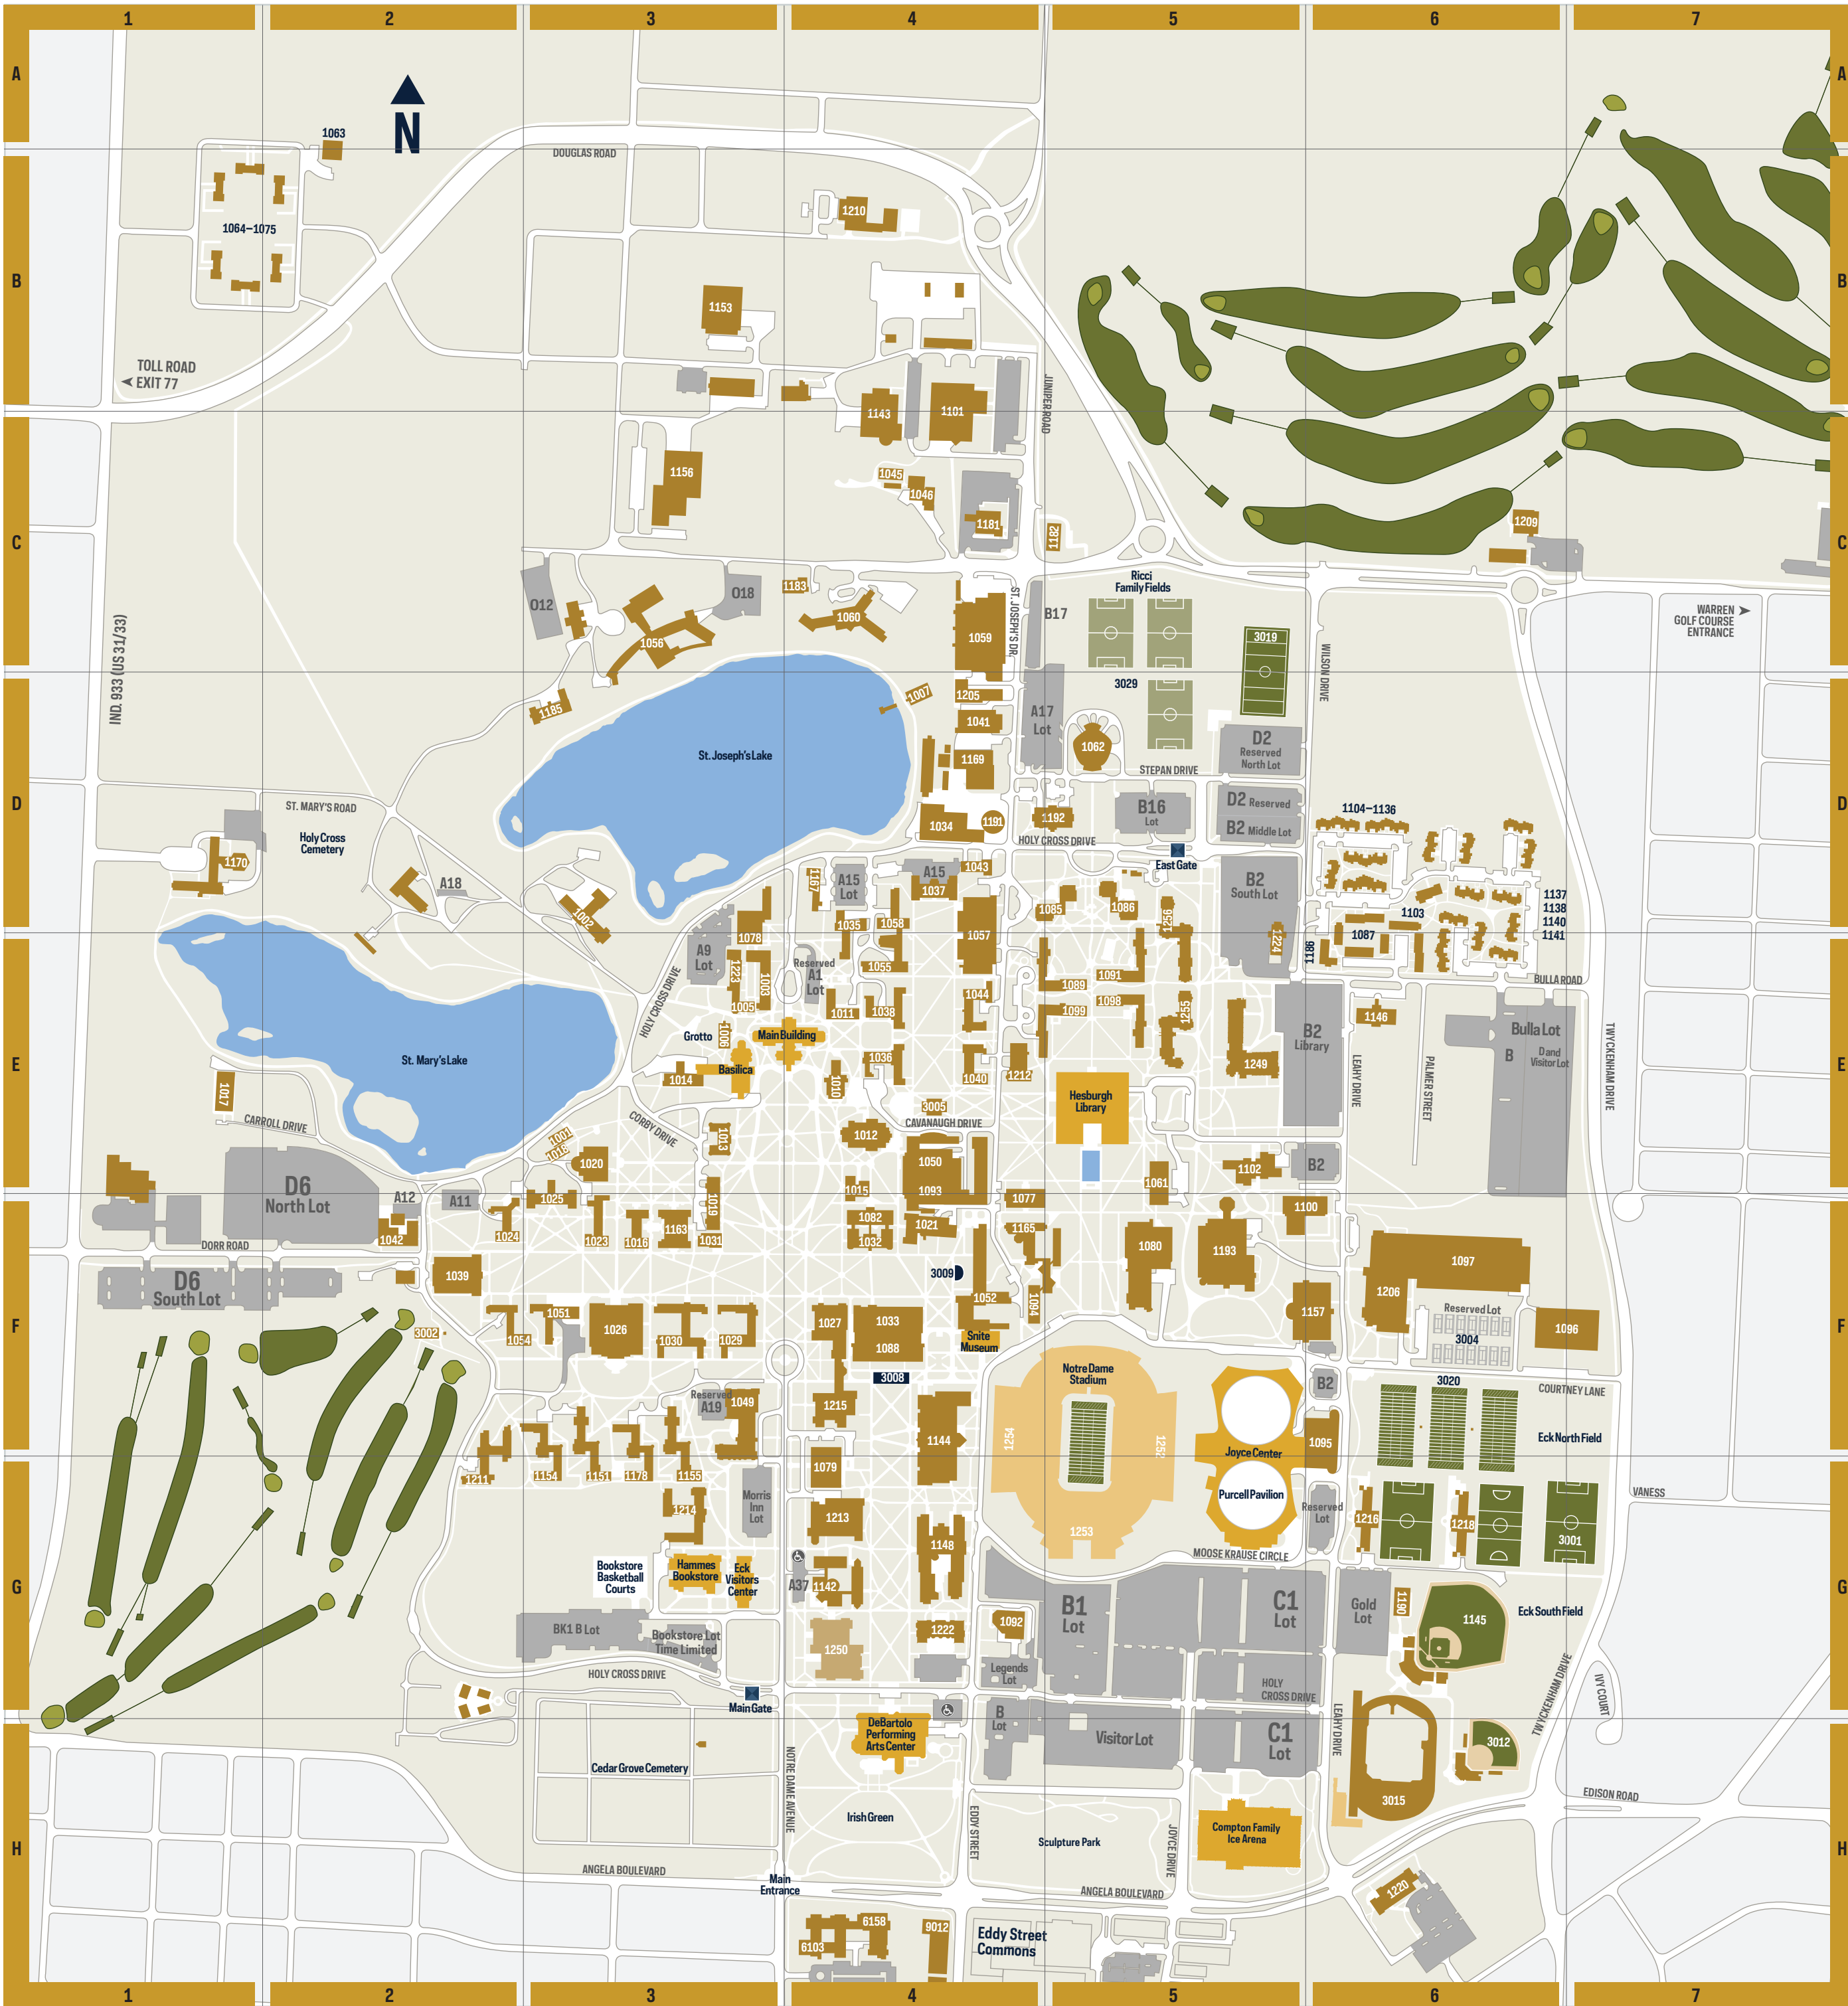 1
2
3
4
5
6
7
A
A
N
1063
DOUGLAS ROAD
1064–1075
1210
B
B
1153
TOLL ROAD
EXIT 77
JUNIPER ROAD
1143
1101
1156
1045
1046
1181
1182
1209
C
C
O12
O18
1183
1060
1056
1059
ST. JOSEPH'S DR.
B17
Ricci
Family Fields
3019
WILSON DRIVE
WARREN
GOLF COURSE
ENTRANCE
IND. 933 (US 31/33)
3029
1185
1007
1205
1041
A17
Lot
1062
D2
Reserved
North Lot
St. Joseph's Lake
1169
STEPAN DRIVE
D
D
ST. MARY'S ROAD
Holy Cross
Cemetery
1034
1191
1192
B16
Lot
D2 Reserved
B2 Middle Lot
1104–1136
HOLY CROSS DRIVE
East Gate
1170
A18
1002
1167
A15
Lot
A15
1037
1043
1085
1086
1256
B2
South Lot
1224
1137
1138
1140
1141
1103
1087
1186
1035
1058
1057
1078
A9
Lot
1223
1003
1005
Reserved
A1
Lot
1055
1044
1091
1089
1098
1099
1255
BULLA ROAD
HOLY CROSS DRIVE
1011
1038
Grotto
1006
Main Building
Basilica
1014
1036
1010
1040
1212
1249
B2
Library
1146
Bulla Lot
B
D and
Visitor Lot
E
E
St. Mary's Lake
1017
CARROLL DRIVE
CORBY DRIVE
3005
CAVANAUGH DRIVE
Hesburgh
Library
LEAHY DRIVE
PALMER STREET
TWYCKENHAM DRIVE
1001
1018
1020
1013
1012
1050
1093
1061
1102
B2
D6
North Lot
A12
A11
1025
1015
1077
1042
1024
1023
1016
1163
1019
1031
1082
1032
1021
1165
1080
1193
1100
DORR ROAD
D6
South Lot
1039
3009
1052
1094
1157
1206
1097
Reserved Lot
3004
1096
F
F
3002
1054
1051
1026
1030
1029
1027
1033
1088
Snite
Museum
3008
Notre Dame
Stadium
B2
3020
COURTNEY LANE
Reserved
A19
1049
1215
1144
1254
1252
1253
Joyce Center
1095
Eck North Field
1211
1154
1151
1178
1155
1079
Purcell Pavilion
1214
Morris
Inn
Lot
1213
1148
Reserved
Lot
1216
1218
3001
VANESS
MOOSE KRAUSE CIRCLE
G
G
Bookstore
Basketball
Courts
Hammes
Bookstore
Eck
Visitors
Center
A37
1142
B1
Lot
C1
Lot
Gold
Lot
1190
1145
Eck South Field
BK1 B Lot
Bookstore Lot
Time Limited
1250
1222
1092
Legends
Lot
HOLY CROSS DRIVE
HOLY
CROSS DRIVE
Main Gate
TWYCKENHAM DRIVE
IVY COURT
DeBartolo
Performing
Arts Center
B
Lot
Visitor Lot
C1
Lot
LEAHY DRIVE
3012
3015
EDISON ROAD
Cedar Grove Cemetery
NOTRE DAME AVENUE
Irish Green
EDDY STREET
Sculpture Park
JOYCE DRIVE
Compton Family
Ice Arena
H
H
ANGELA BOULEVARD
Main
Entrance
ANGELA BOULEVARD
1220
6158
6103
9012
Eddy Street
Commons
1
2
3
4
5
6
7